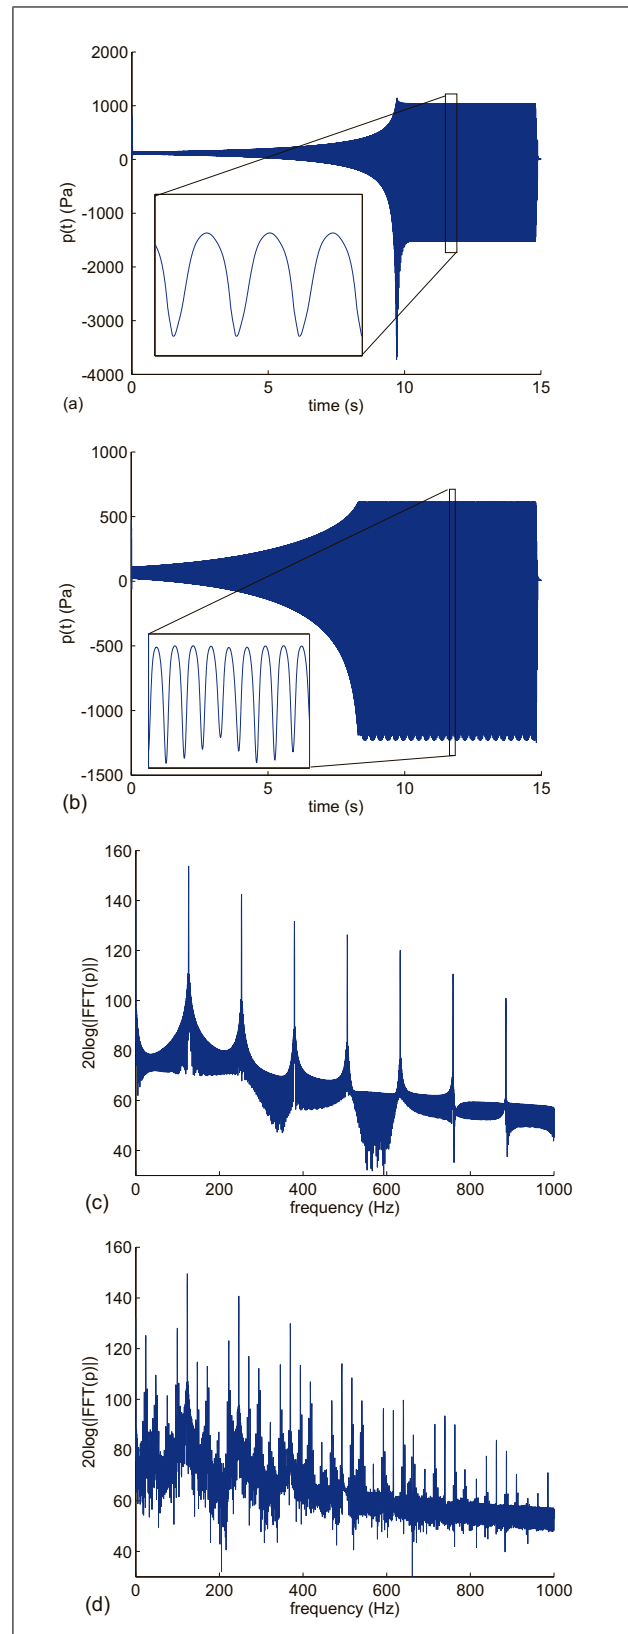 2000
1000
0
-1000
-2000
-3000
-4000
p(t) (Pa)
0 5 10 15
time (s)
(a)
1000
500
0
-500
-1000
-1500
p(t) (Pa)
0 5 10 15
time (s)
(b)
160
140
120
100
80
60
40
20log(|FFT(p)|)
0 200 400 600 800 1000
frequency (Hz)
(c)
160
140
120
100
80
60
40
20log(|FFT(p)|)
0 200 400 600 800 1000
frequency (Hz)
(d)